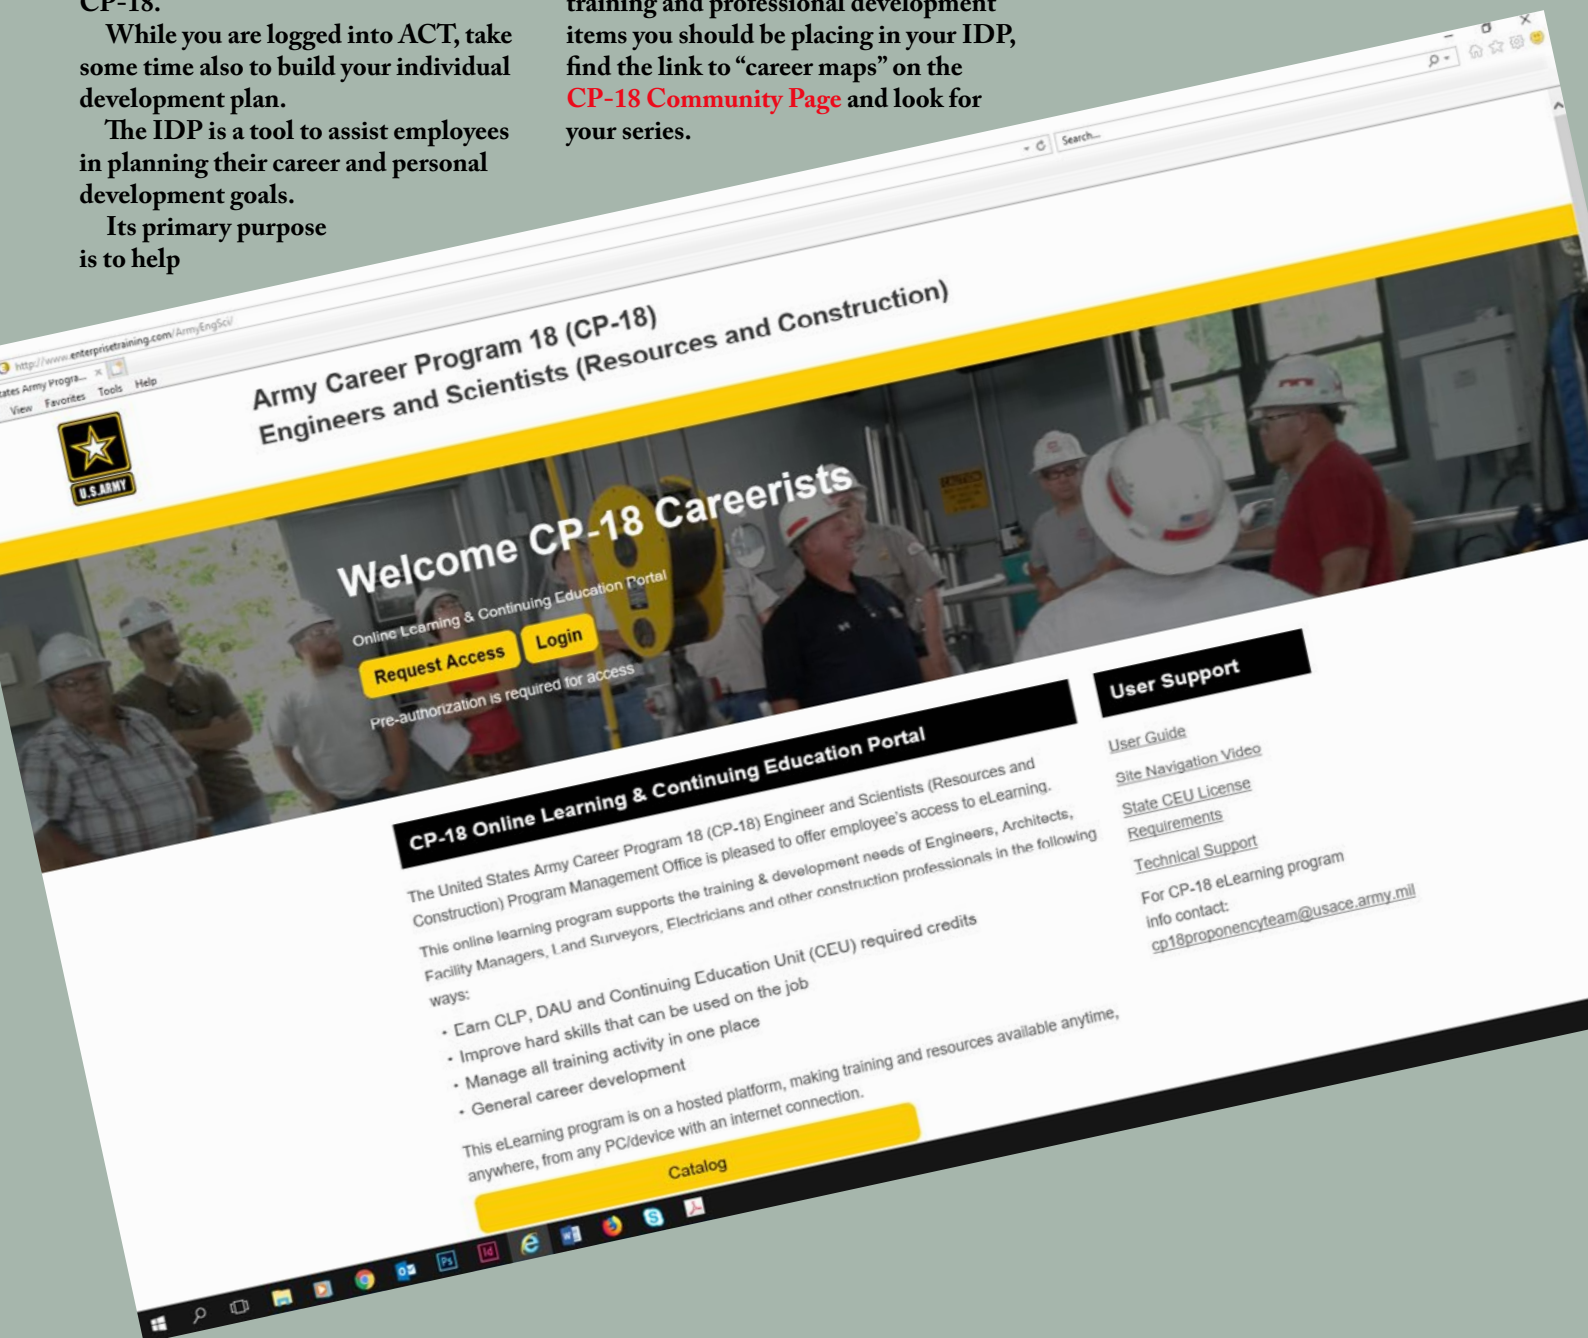 CP-18.
While you are logged into ACT, take
some time also to build your individual
development plan.
The IDP is a tool to assist employees
in planning their career and personal
development goals.
Its primary purpose
is to help
training and professional development
items you should be placing in your IDP,
find the link to “career maps” on the
CP-18 Community Page and look for
your series.
Search...
http://www.enterprisetraining.com/ArmyEngSci/
tates Army Progra...
View Favorites Tools Help
U.S.ARMY
Army Career Program 18 (CP-18)
Engineers and Scientists (Resources and Construction)
Welcome CP-18 Careerists
Online Learning & Continuing Education Portal
Request Access
Login
Pre-authorization is required for access
CP-18 Online Learning & Continuing Education Portal
The United States Army Career Program 18 (CP-18) Engineer and Scientists (Resources and
Construction) Program Management Office is pleased to offer employee's access to eLearning.
This online learning program supports the training & development needs of Engineers, Architects,
Facility Managers, Land Surveyors, Electricians and other construction professionals in the following
ways:
• Earn CLP, DAU and Continuing Education Unit (CEU) required credits
• Improve hard skills that can be used on the job
• Manage all training activity in one place
• General career development
This eLearning program is on a hosted platform, making training and resources available anytime,
anywhere, from any PC/device with an internet connection.
Catalog
User Support
User Guide
Site Navigation Video
State CEU License
Requirements
Technical Support
For CP-18 eLearning program
info contact:
cp18proponencyteam@usace.army.mil
Ps
Id